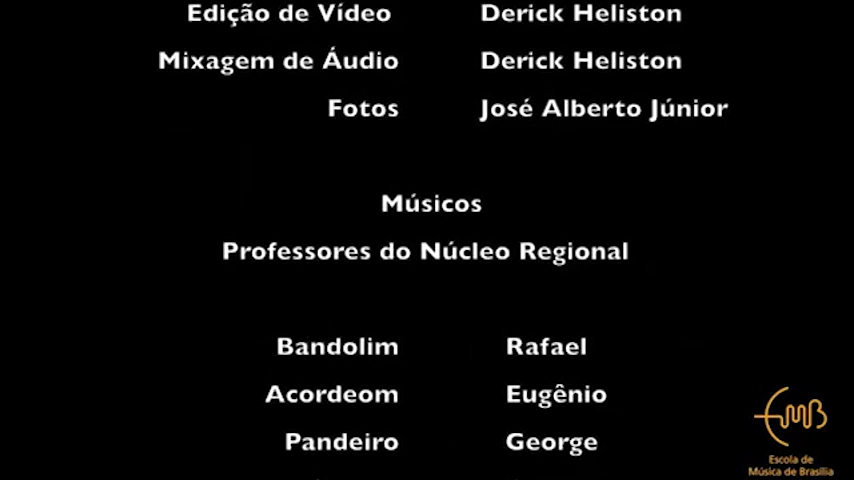 Edição de Vídeo Derick Heliston
Mixagem de Áudio Derick Heliston
Fotos José Alberto Júnior
Músicos
Professores do Núcleo Regional
Bandolim Rafael
Acordeom Eugênio
Pandeiro George
EMB
Escola de
Música de Brasília